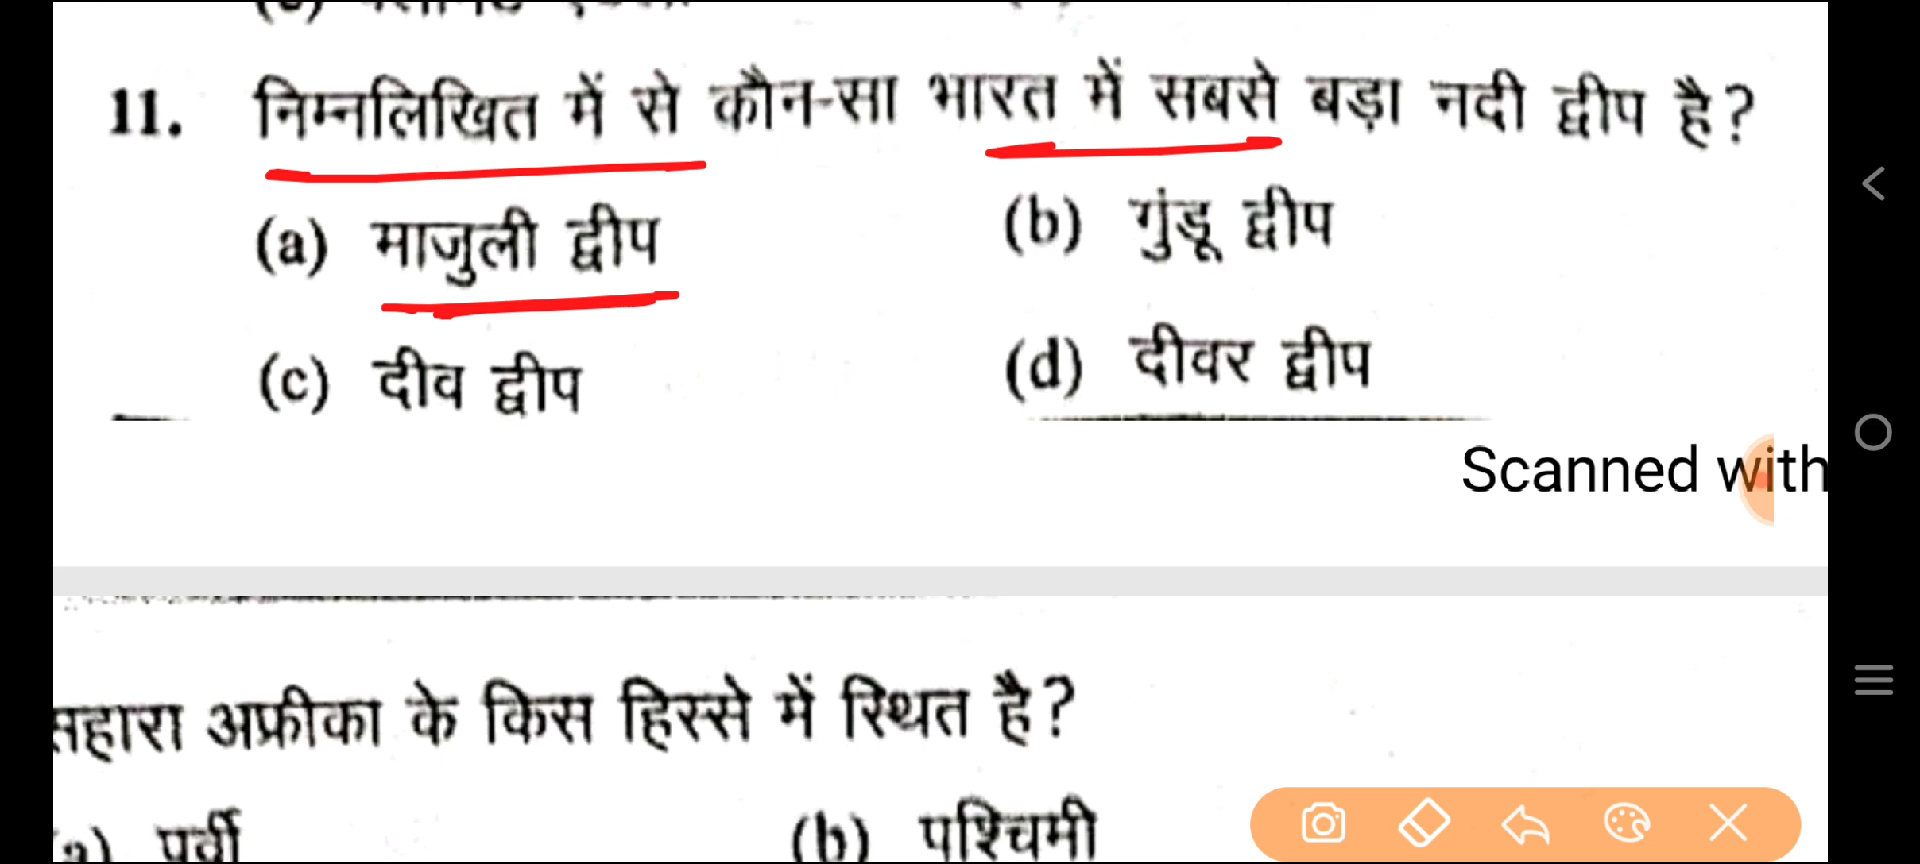 11. निम्नलिखित में से कौन-सा भारत में सबसे बड़ा नदी द्वीप है?
(a) माजुली द्वीप (b) गुंडू द्वीप
(c) दीव द्वीप (d) दीवर द्वीप
Scanned with
सहारा अफ्रीका के किस हिस्से में स्थित है?
(a) पूर्वी (b) पश्चिमी